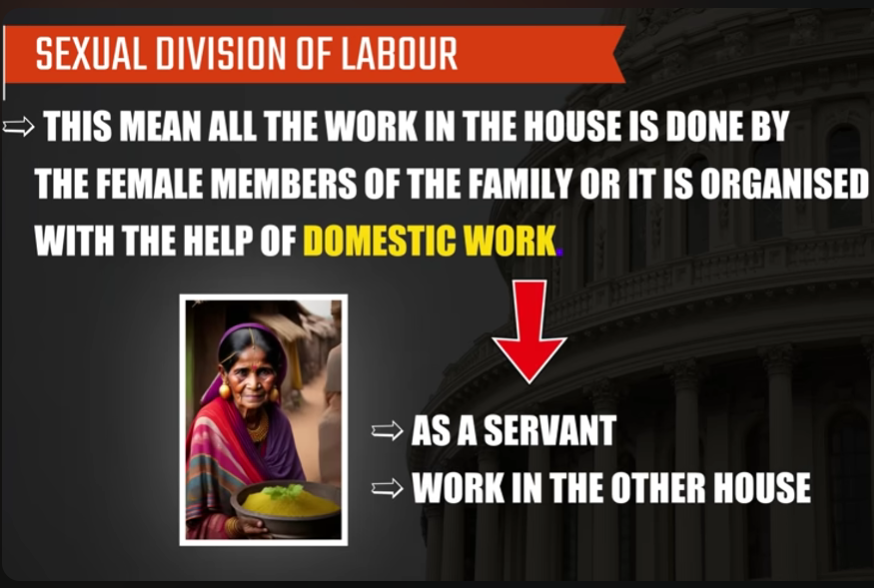 SEXUAL DIVISION OF LABOUR
⇨ THIS MEAN ALL THE WORK IN THE HOUSE IS DONE BY
THE FEMALE MEMBERS OF THE FAMILY OR IT IS ORGANISED
WITH THE HELP OF DOMESTIC WORK.
⇨ AS A SERVANT
⇨ WORK IN THE OTHER HOUSE